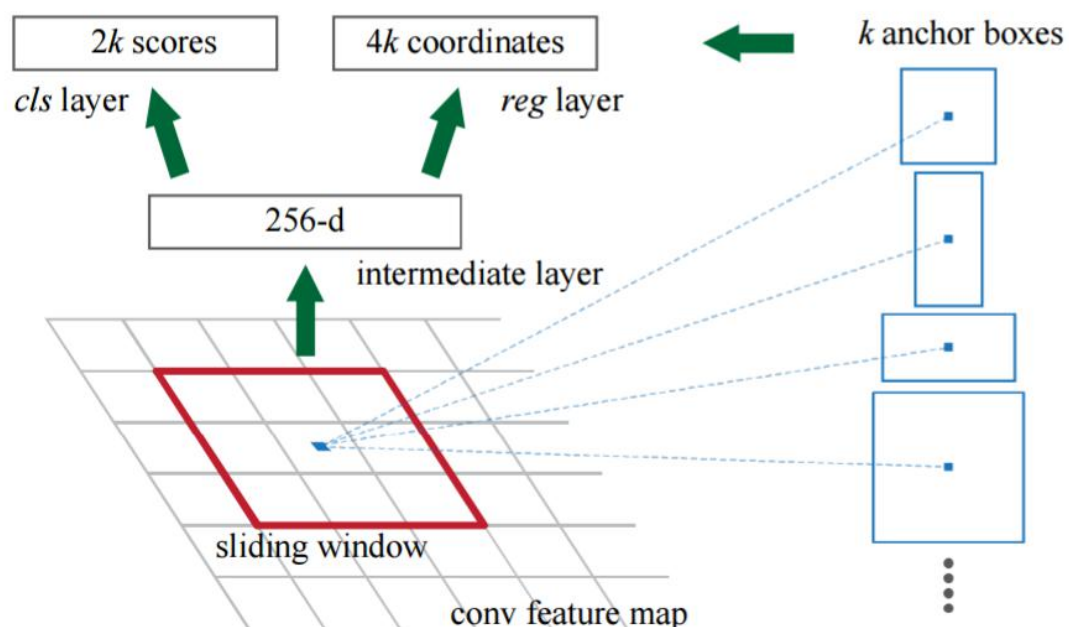 2k scores
4k coordinates
k anchor boxes
cls layer
reg layer
256-d
intermediate layer
sliding window
conv feature map